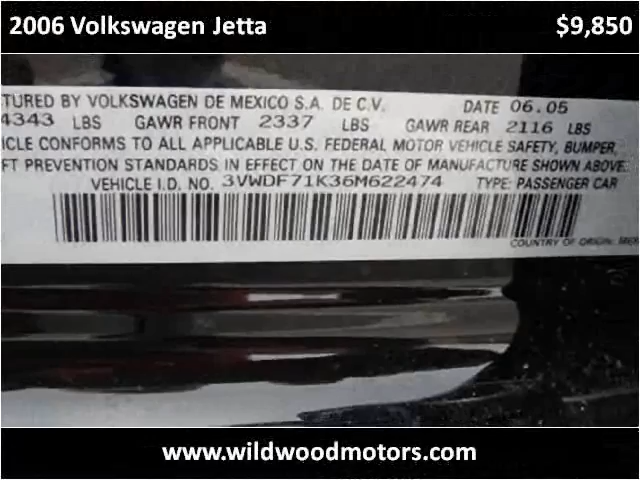 2006 Volkswagen Jetta $9,850
TURED BY VOLKSWAGEN DE MEXICO S.A. DE C.V. DATE 06.05
4343 LBS GAWR FRONT 2337 LBS GAWR REAR 2116 LBS
ICLE CONFORMS TO ALL APPLICABLE U.S. FEDERAL MOTOR VEHICLE SAFETY, BUMPER,
FT PREVENTION STANDARDS IN EFFECT ON THE DATE OF MANUFACTURE SHOWN ABOVE
VEHICLE I.D. NO. 3VWDF71K36M622474 TYPE: PASSENGER CAR
COUNTRY OF ORIGIN: MEX
www.wildwoodmotors.com